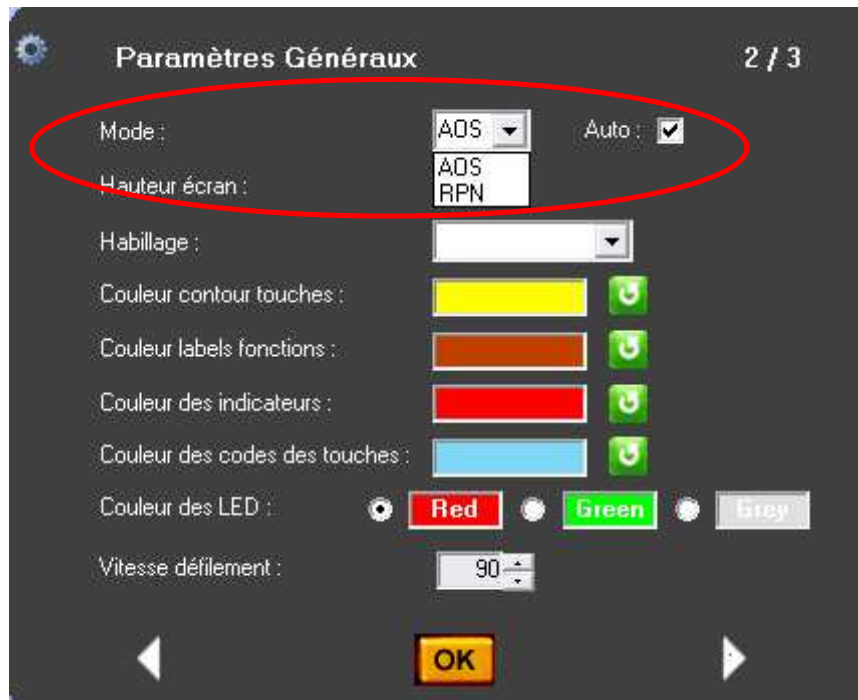 Paramètres Généraux 2 / 3
Mode : AOS Auto :
AOS
Hauteur écran : RPN
Habillage :
Couleur contour touches :
Couleur labels fonctions :
Couleur des indicateurs :
Couleur des codes des touches :
Couleur des LED : Red Green Grey
Vitesse défilement : 90
OK